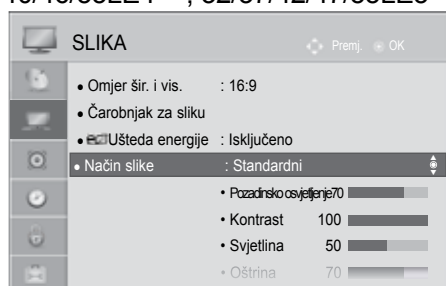 SLIKA
Premj. OK
• Omjer šir. i vis. : 16:9
• Čarobnjak za sliku
• Ušteda energije : Isključeno
• Način slike : Standardni
• Pozadinsko osvjetljenje 70
• Kontrast 100
• Svjetlina 50
• Oštrina 70